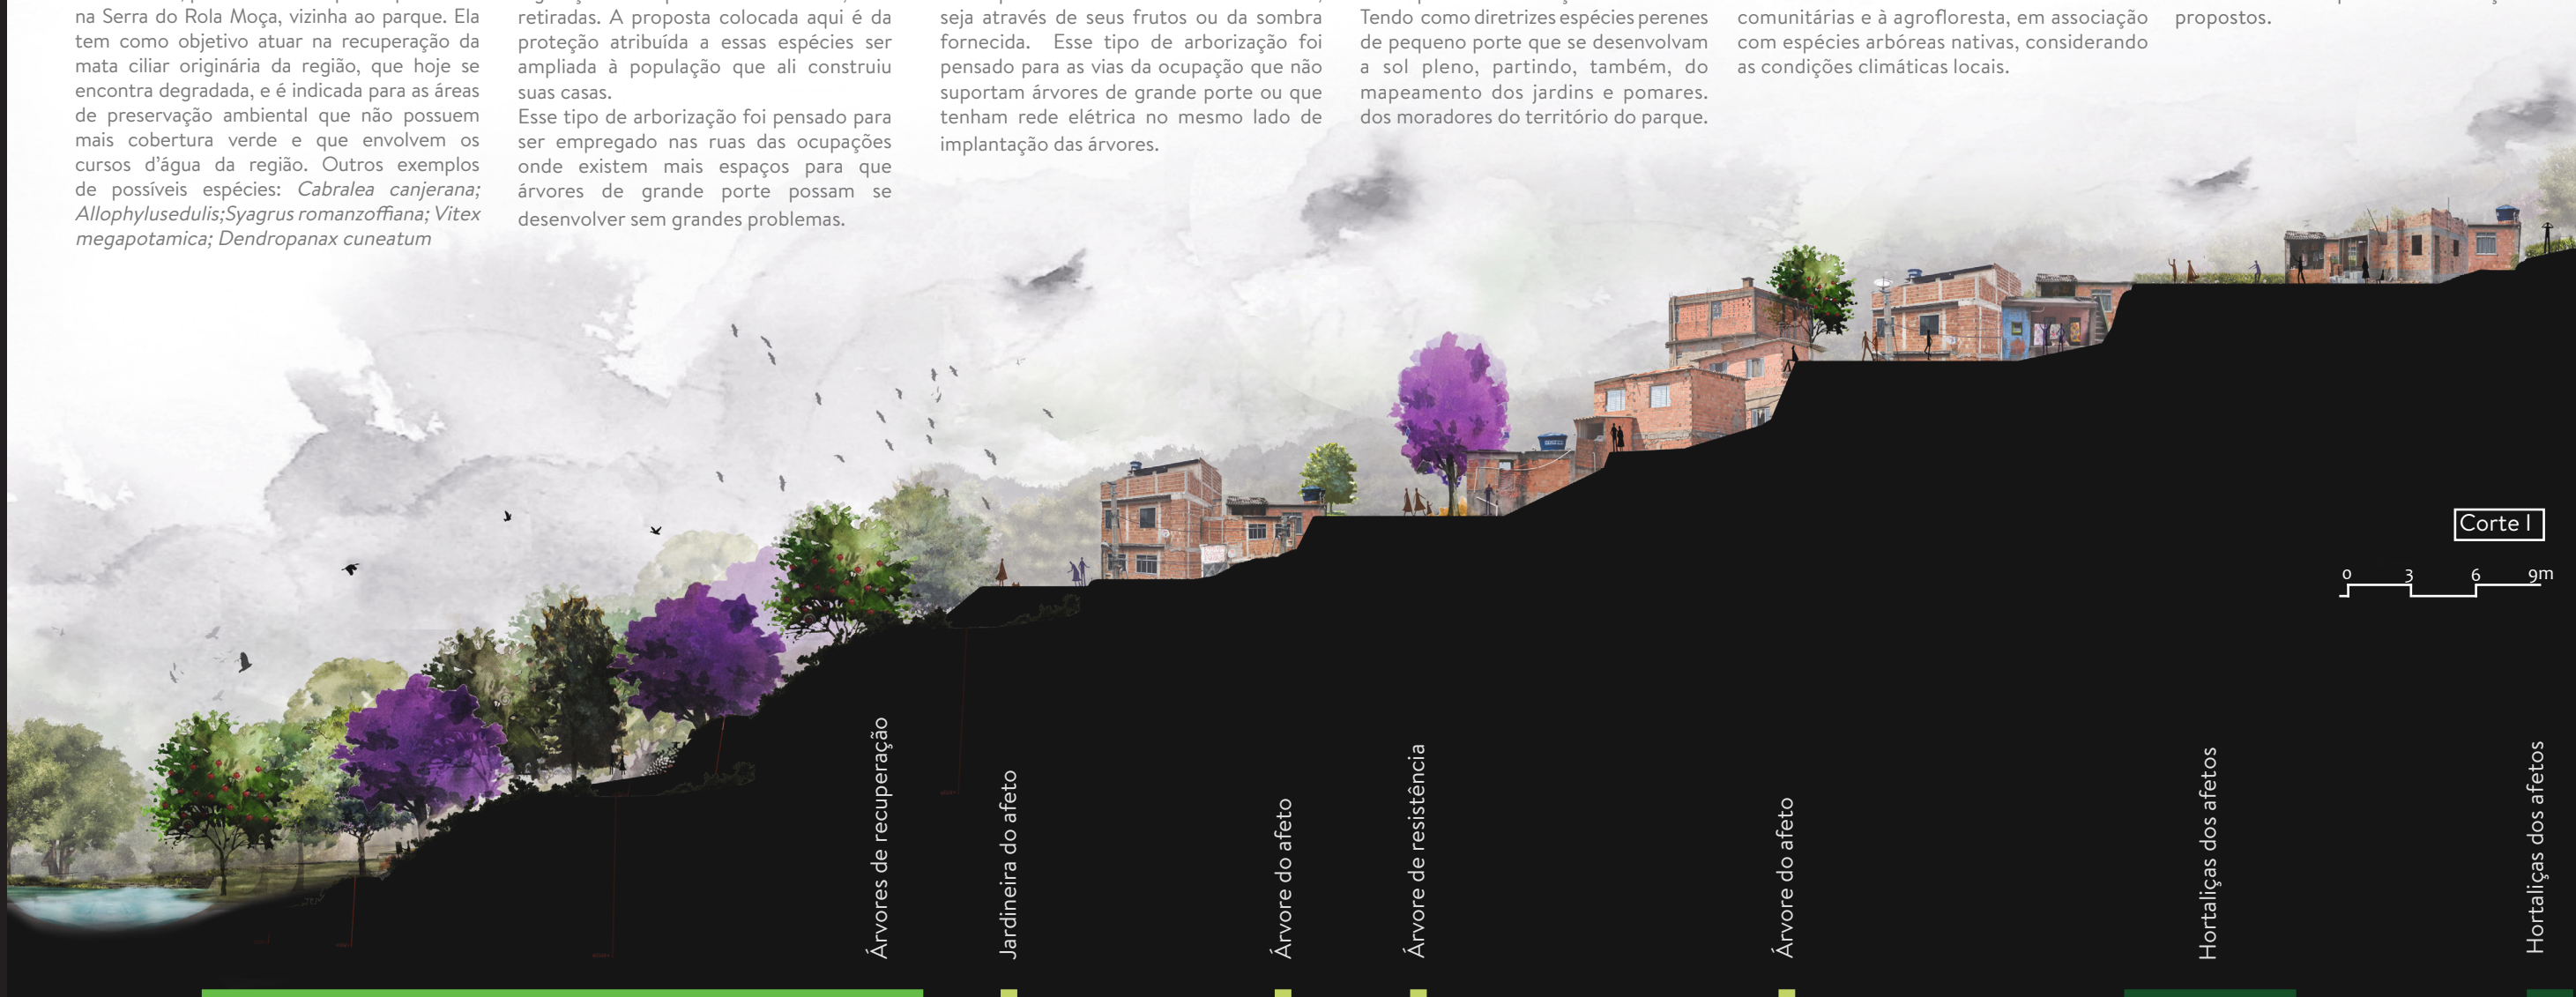 na Serra do Rola Moça, vizinha ao parque. Ela
tem como objetivo atuar na recuperação da
mata ciliar originária da região, que hoje se
encontra degradada, e é indicada para as áreas
de preservação ambiental que não possuem
mais cobertura verde e que envolvem os
cursos d'água da região. Outros exemplos
de possíveis espécies: Cabralea canjerana;
Allophylusedulis;Syagrus romanzoffiana; Vitex
megapotamica; Dendropanax cuneatum
retiradas. A proposta colocada aqui é da
proteção atribuída a essas espécies ser
ampliada à população que ali construiu
suas casas.
Esse tipo de arborização foi pensado para
ser empregado nas ruas das ocupações
onde existem mais espaços para que
árvores de grande porte possam se
desenvolver sem grandes problemas.
seja através de seus frutos ou da sombra
fornecida. Esse tipo de arborização foi
pensado para as vias da ocupação que não
suportam árvores de grande porte ou que
tenham rede elétrica no mesmo lado de
implantação das árvores.
Tendo como diretrizes espécies perenes
de pequeno porte que se desenvolvam
a sol pleno, partindo, também, do
mapeamento dos jardins e pomares.
dos moradores do território do parque.
comunitárias e à agrofloresta, em associação
com espécies arbóreas nativas, considerando
as condições climáticas locais.
propostos.
Corte I
0 3 6 9m
Árvores de recuperação
Jardineira do afeto
Árvore do afeto
Árvore de resistência
Árvore do afeto
Hortaliças dos afetos
Hortaliças dos afetos